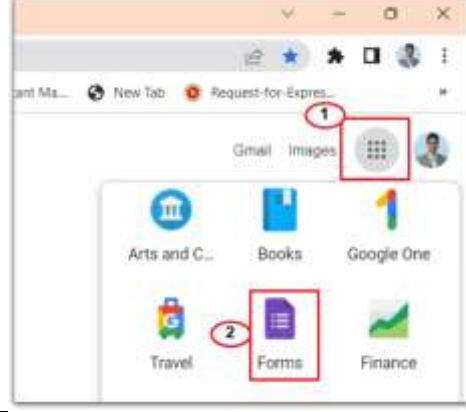 ant Ma... New Tab Request-for-Expres...
1
Gmail Images
Arts and C... Books Google One
2
Travel Forms Finance